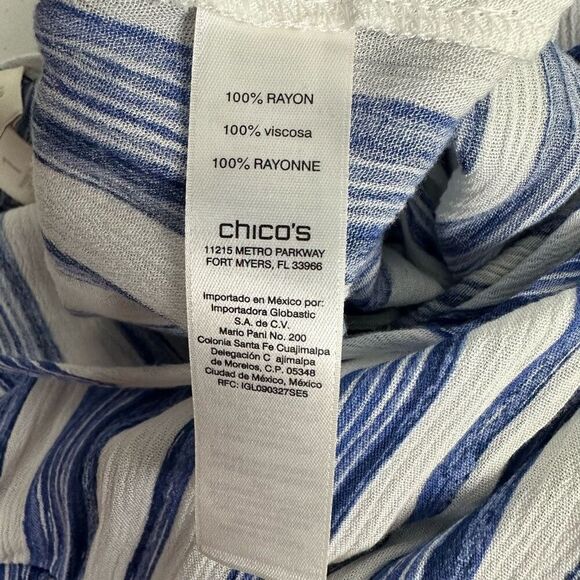 100% RAYON
100% viscosa
100% RAYONNE
chico's
11215 METRO PARKWAY
FORT MYERS, FL 33966
Importado en México por:
Importadora Globastic
S.A. de C.V.
Mario Pani No. 200
Colonia Santa Fe Cuajimalpa
Delegación C ajimalpa
de Morelos, C.P. 05348
Ciudad de México, México
RFC: IGL090327SE5